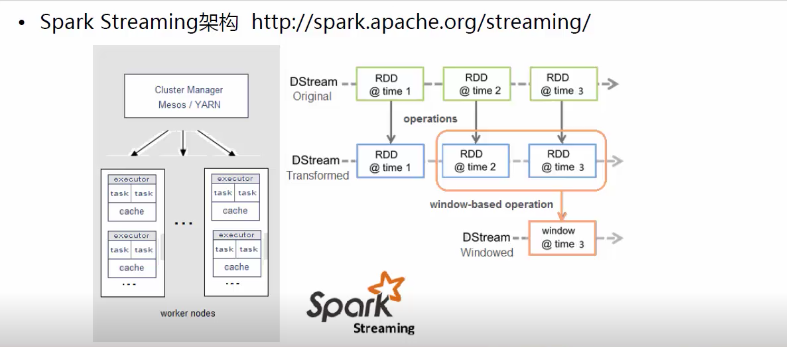 • Spark Streaming架构 http://spark.apache.org/streaming/
Cluster Manager
Mesos / YARN
executor
task task
cache
executor
task task
cache
...
...
executor
task task
cache
executor
task task
cache
...
worker nodes
DStream
Original
RDD
@ time 1
RDD
@ time 2
RDD
@ time 3
operations
DStream
Transformed
RDD
@ time 1
RDD
@ time 2
RDD
@ time 3
window-based operation
DStream
Windowed
window
@ time 3
Spark
Streaming